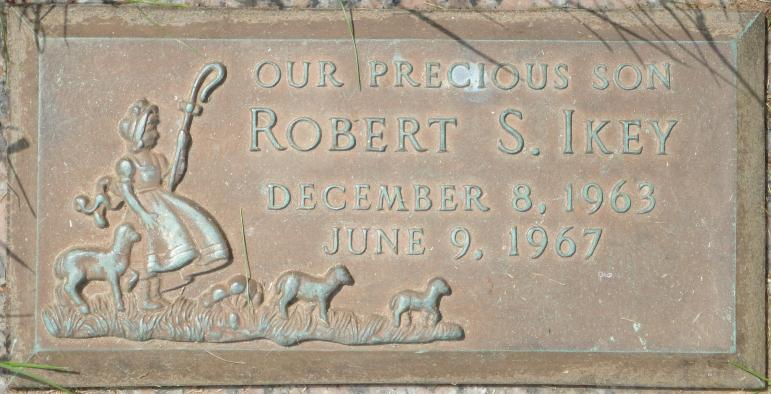 OUR PRECIOUS SON
ROBERT S. IKEY
DECEMBER 8, 1963
JUNE 9, 1967